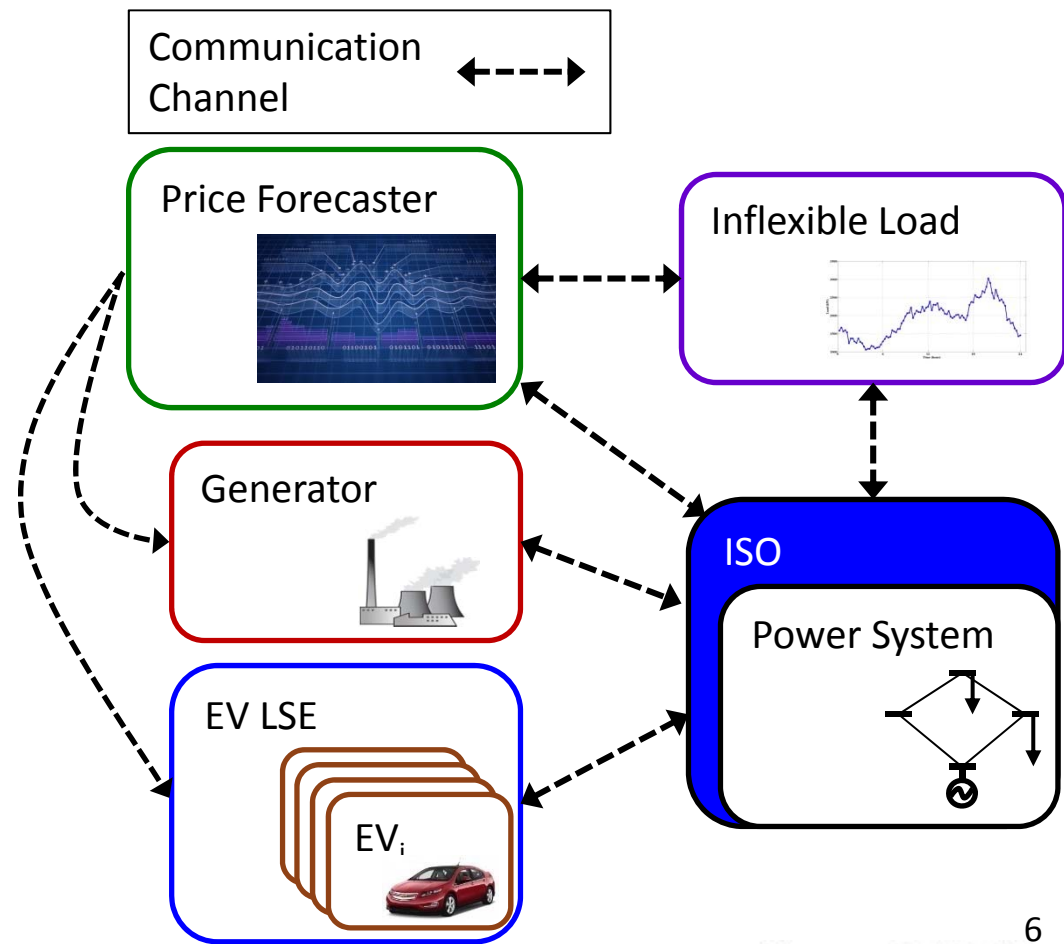 Communication
Channel
Price Forecaster
Inflexible Load
Generator
ISO
Power System
EV LSE
EVᵢ
6